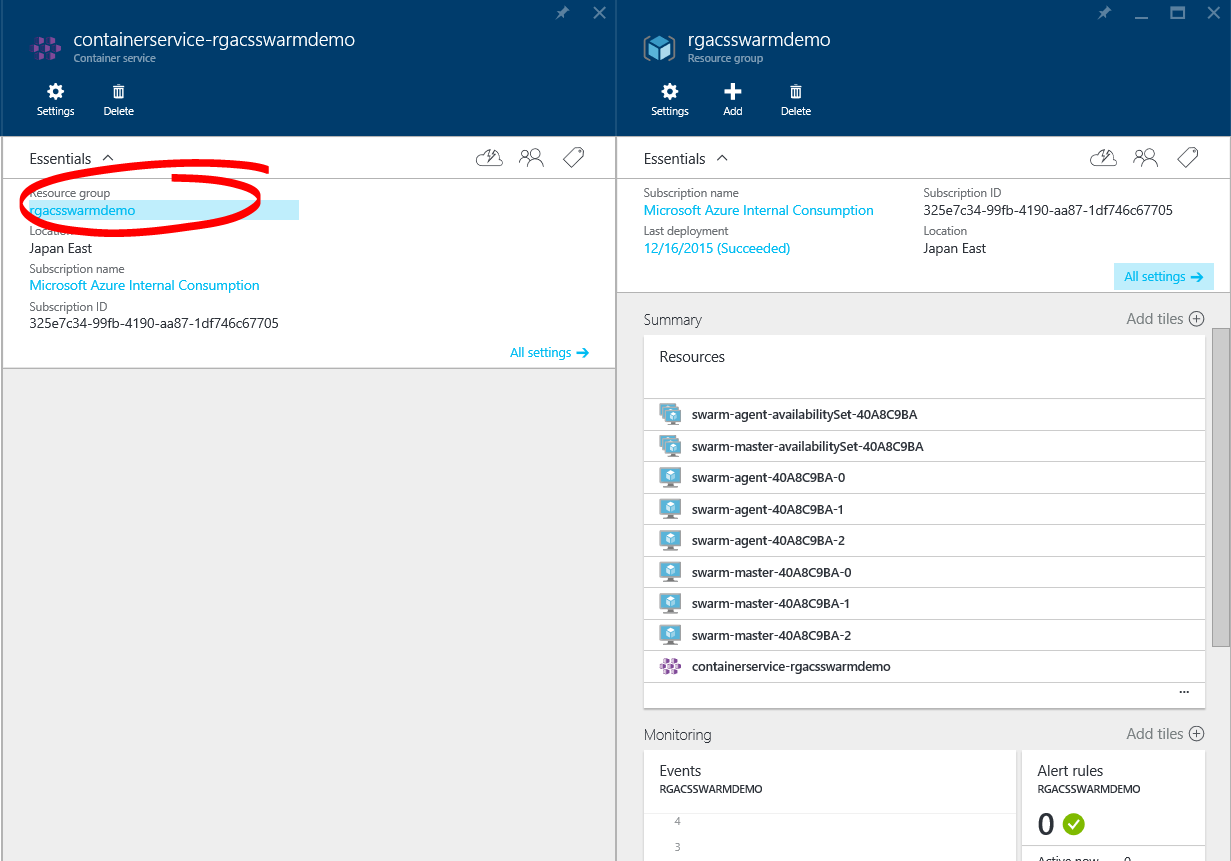 containerservice-rgacsswarmdemo
Container service
Settings
Delete
Essentials
Resource group
rgacsswarmdemo
Location
Japan East
Subscription name
Microsoft Azure Internal Consumption
Subscription ID
325e7c34-99fb-4190-aa87-1df746c67705
All settings
rgacsswarmdemo
Resource group
Settings
Add
Delete
Essentials
Subscription name
Microsoft Azure Internal Consumption
Last deployment
12/16/2015 (Succeeded)
Subscription ID
325e7c34-99fb-4190-aa87-1df746c67705
Location
Japan East
All settings
Summary
Add tiles
Resources
swarm-agent-availabilitySet-40A8C9BA
swarm-master-availabilitySet-40A8C9BA
swarm-agent-40A8C9BA-0
swarm-agent-40A8C9BA-1
swarm-agent-40A8C9BA-2
swarm-master-40A8C9BA-0
swarm-master-40A8C9BA-1
swarm-master-40A8C9BA-2
containerservice-rgacsswarmdemo
...
Monitoring
Add tiles
Events
RGACSSWARMDEMO
4
3
Alert rules
RGACSSWARMDEMO
0
Active now 0